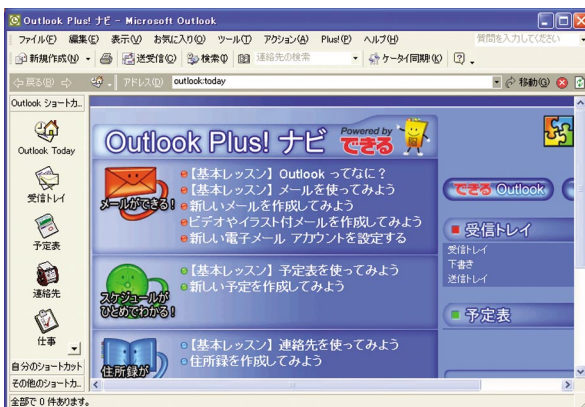 Outlook Plus! ナビ - Microsoft Outlook
ファイル(F) 編集(E) 表示(V) お気に入り(O) ツール(T) アクション(A) Plus!(P) ヘルプ(H) 質問を入力してください
新規作成(N) 送受信(C) 検索(I) 連絡先の検索 ケータイ同期(K)
戻る(B) アドレス(D) outlook:today 移動(G)
Outlook ショートカ...
Outlook Today
受信トレイ
予定表
連絡先
仕事
自分のショートカット
その他のショートカ...
Outlook Plus! ナビ
Powered by
できる
メールができる!
【基本レッスン】Outlook ってなに?
【基本レッスン】メールを使ってみよう
新しいメールを作成してみよう
ビデオやイラスト付メールを作成してみよう
新しい電子メール アカウントを設定する
スケジュールが
ひとめでわかる!
【基本レッスン】予定表を使ってみよう
新しい予定を作成してみよう
住所録が
【基本レッスン】連絡先を使ってみよう
住所録を作成してみよう
できる Outlook
受信トレイ
受信トレイ
下書き
送信トレイ
予定表
全部で 0 件あります。